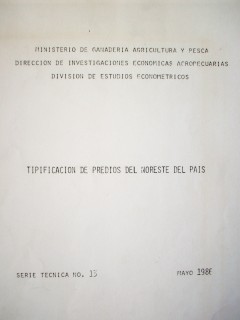 MINISTERIO DE GANADERIA AGRICULTURA Y PESCA
DIRECCION DE INVESTIGACIONES ECONOMICAS AGROPECUARIAS
DIVISION DE ESTUDIOS ECONOMETRICOS
TIPIFICACION DE PREDIOS DEL NORESTE DEL PAIS
SERIE TECNICA NO. 15
MAYO 1986